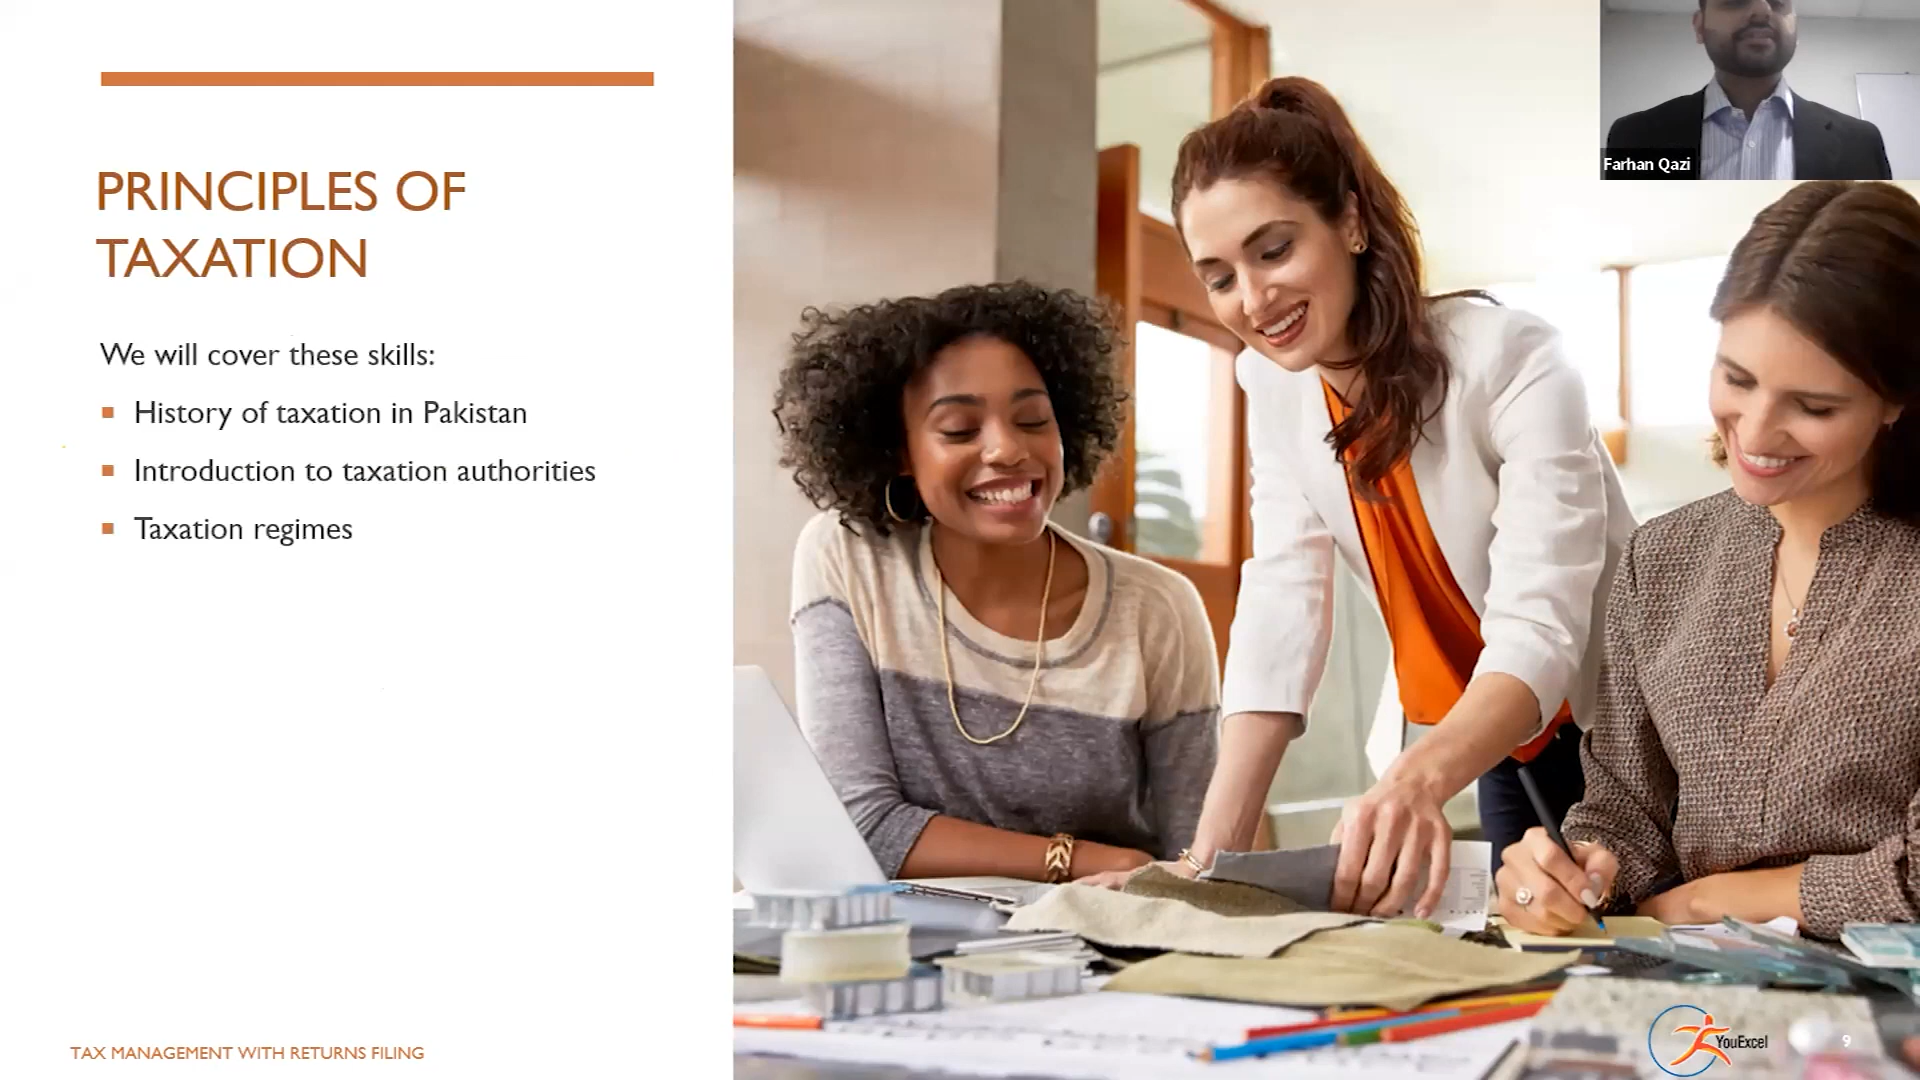 PRINCIPLES OF
TAXATION
We will cover these skills:
History of taxation in Pakistan
Introduction to taxation authorities
Taxation regimes
TAX MANAGEMENT WITH RETURNS FILING
Farhan Qazi
YouExcel
9